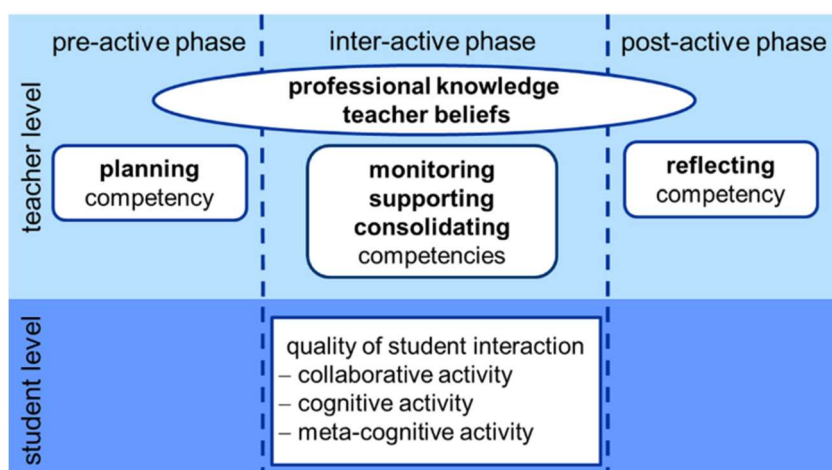 pre-active phase
inter-active phase
post-active phase
teacher level
professional knowledge
teacher beliefs
planning
competency
monitoring
supporting
consolidating
competencies
reflecting
competency
student level
quality of student interaction
– collaborative activity
– cognitive activity
– meta-cognitive activity